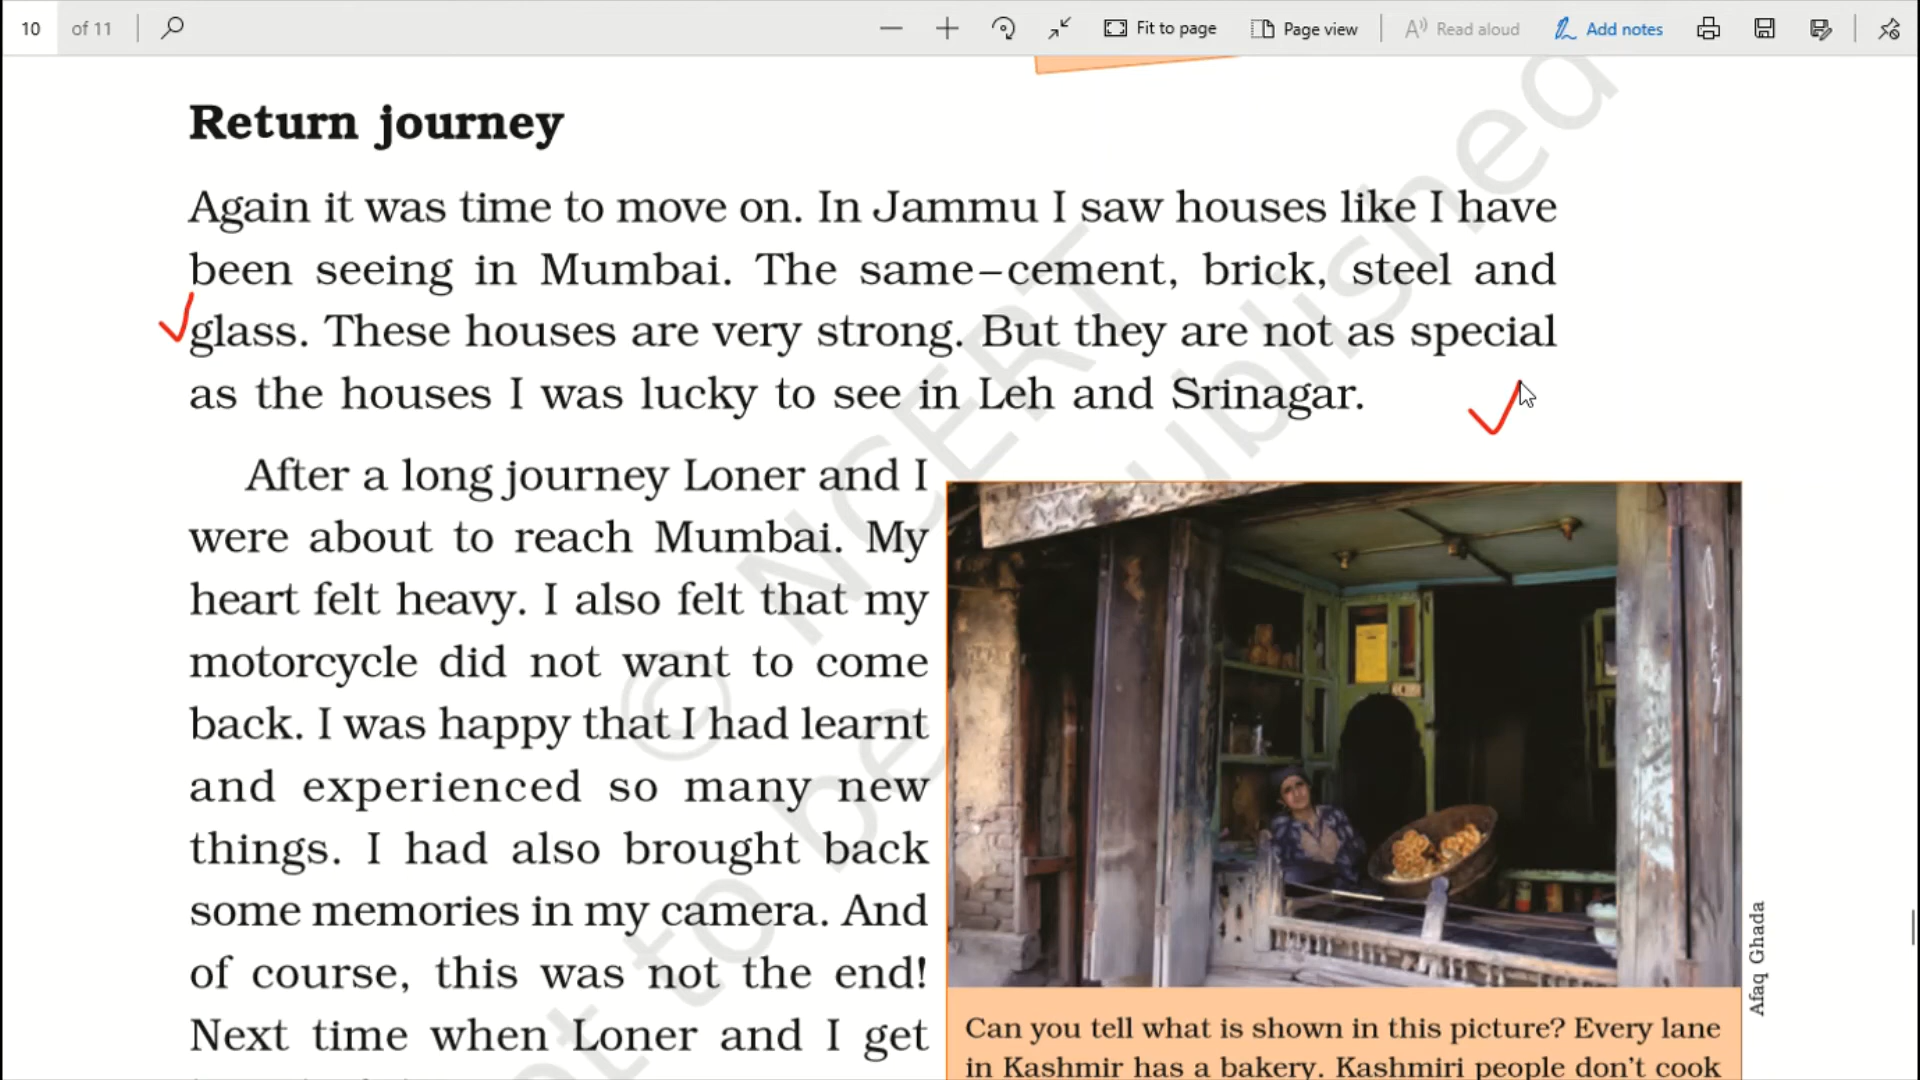 10 of 11 Fit to page Page view Read aloud Add notes
Return journey
Again it was time to move on. In Jammu I saw houses like I have
been seeing in Mumbai. The same–cement, brick, steel and
glass. These houses are very strong. But they are not as special
as the houses I was lucky to see in Leh and Srinagar.
After a long journey Loner and I
were about to reach Mumbai. My
heart felt heavy. I also felt that my
motorcycle did not want to come
back. I was happy that I had learnt
and experienced so many new
things. I had also brought back
some memories in my camera. And
of course, this was not the end!
Next time when Loner and I get
Afaq Ghada
Can you tell what is shown in this picture? Every lane
in Kashmir has a bakery. Kashmiri people don't cook
© NCERT
not to be published